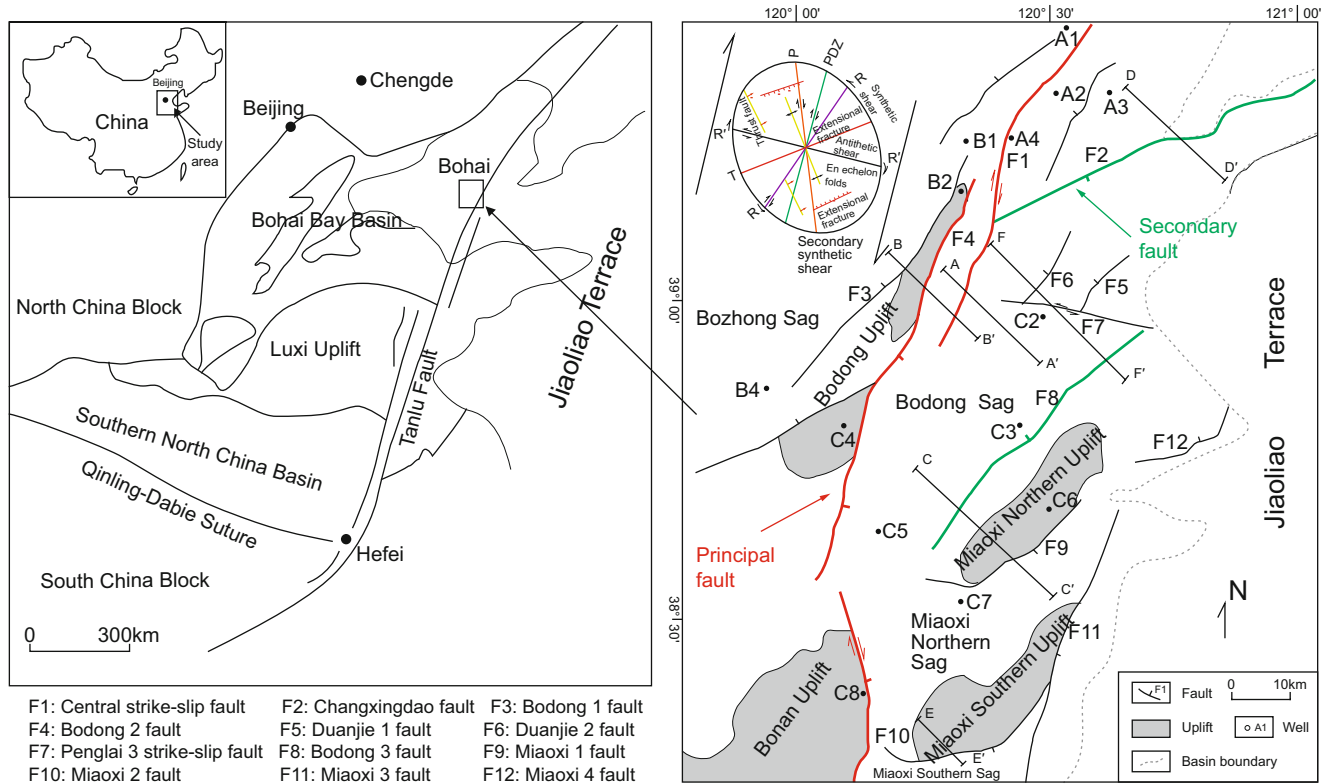 China
Beijing
Study
area
Chengde
Beijing
Bohai
Bohai Bay Basin
North China Block
Luxi Uplift
Tanlu Fault
Jiaoliao Terrace
Southern North China Basin
Qinling-Dabie Suture
Hefei
South China Block
0 300km
F1: Central strike-slip fault F2: Changxingdao fault F3: Bodong 1 fault
F4: Bodong 2 fault F5: Duanjie 1 fault F6: Duanjie 2 fault
F7: Penglai 3 strike-slip fault F8: Bodong 3 fault F9: Miaoxi 1 fault
F10: Miaoxi 2 fault F11: Miaoxi 3 fault F12: Miaoxi 4 fault
120° 00′
120° 30′
121° 00′
39° 00′
38° 30′
P
PDZ
R
Synthetic
shear
Thrust fault
Extensional
fracture
R′
Antithetic
shear
R′
En echelon
folds
T
R
Extensional
fracture
Secondary
synthetic
shear
A1
A2
A3
A4
B1
B2
F1
F2
D
D′
Secondary
fault
F4
F
B
A
F3
F6
F5
C2
F7
Bozhong Sag
Bodong Uplift
B′
A′
F′
B4
Bodong Sag
F8
C4
C3
F12
C
Miaoxi Northern Uplift
C6
C5
F9
Principal
fault
C′
C7
Miaoxi
Northern
Sag
F11
Miaoxi Southern Uplift
Bonan Uplift
C8
F10
E
E′
Miaoxi Southern Sag
Jiaoliao Terrace
N
F1 Fault 0 10km
Uplift A1 Well
Basin boundary